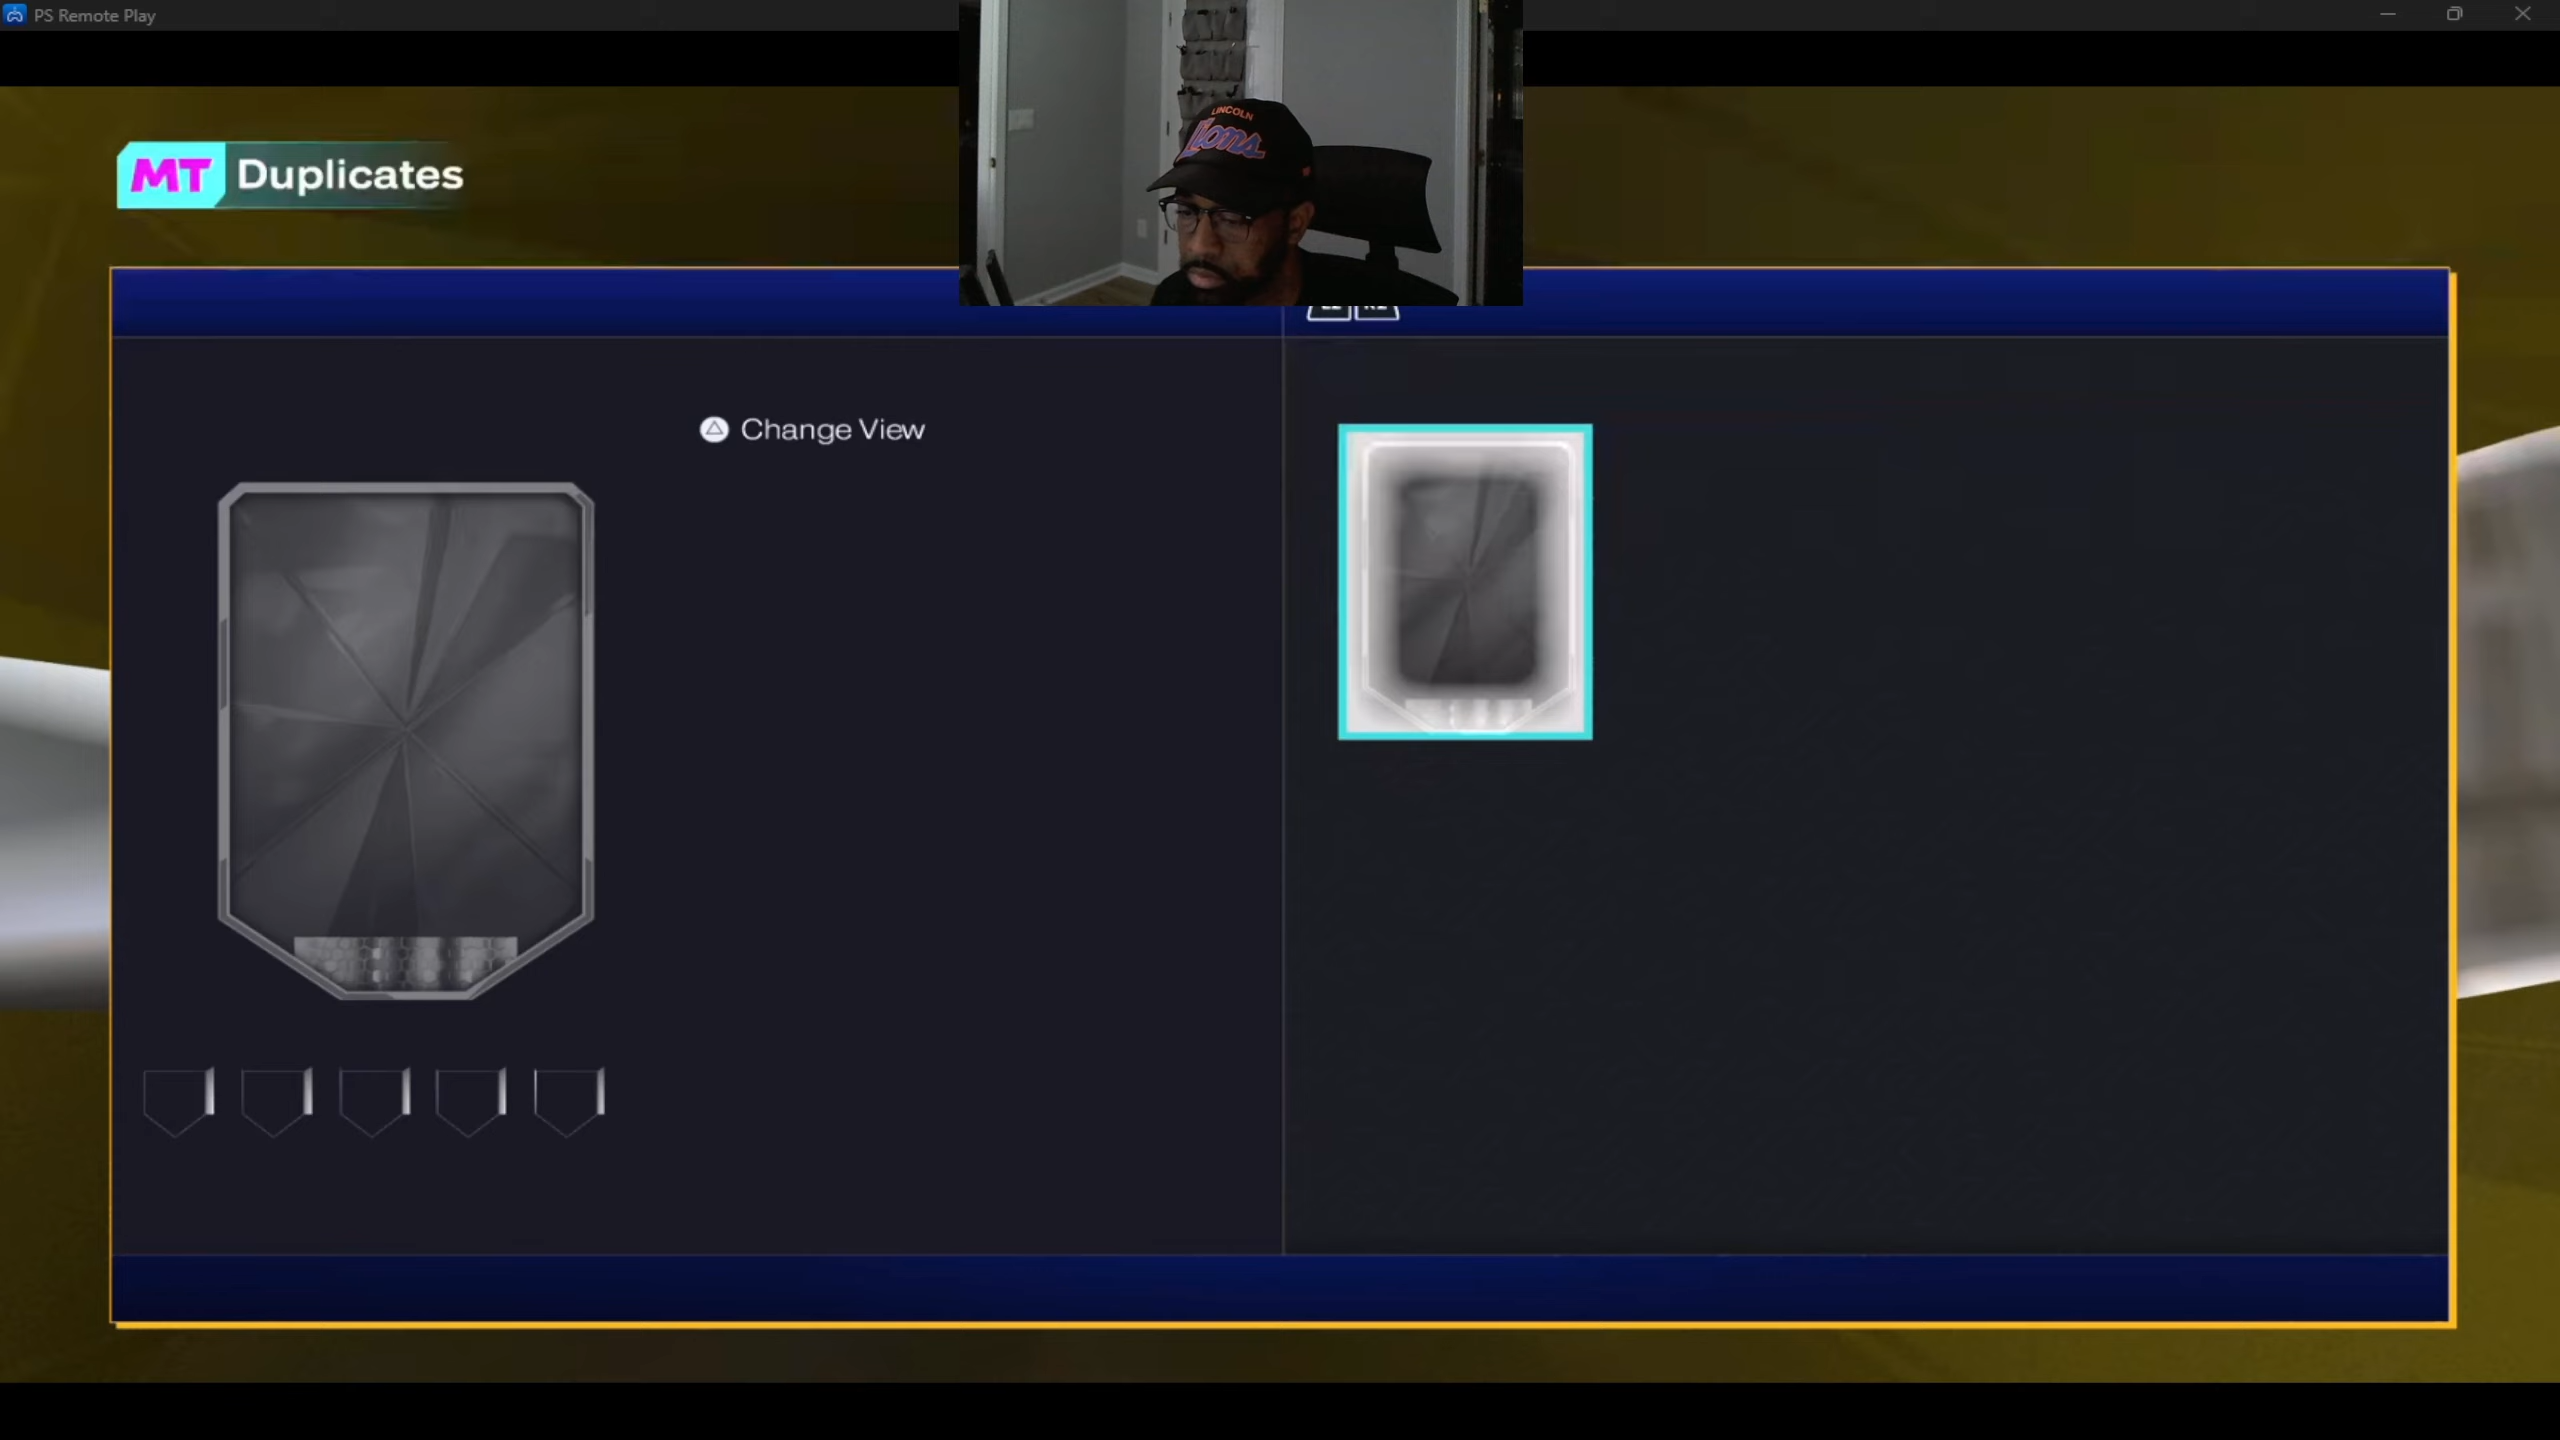 PS Remote Play
LINCOLN
Lions
MT Duplicates
Change View